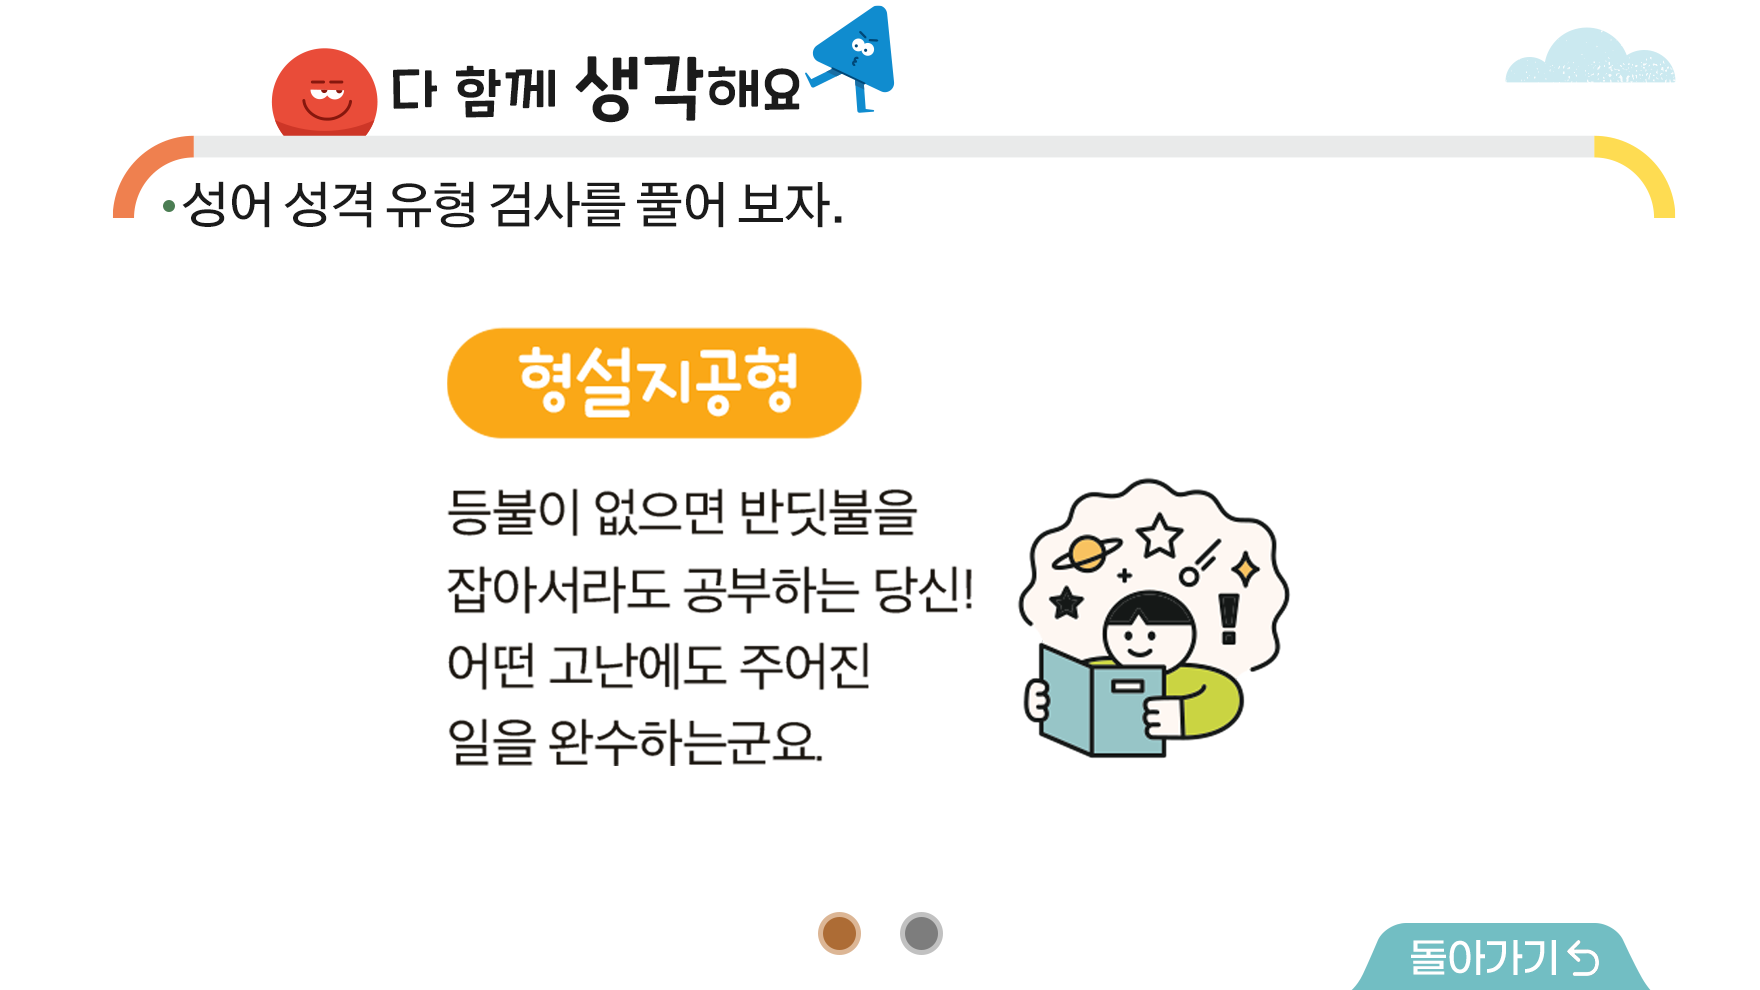 다 함께 생각해요
•성어 성격 유형 검사를 풀어 보자.
형설지공형
등불이 없으면 반딧불을
잡아서라도 공부하는 당신!
어떤 고난에도 주어진
일을 완수하는군요.
돌아가기